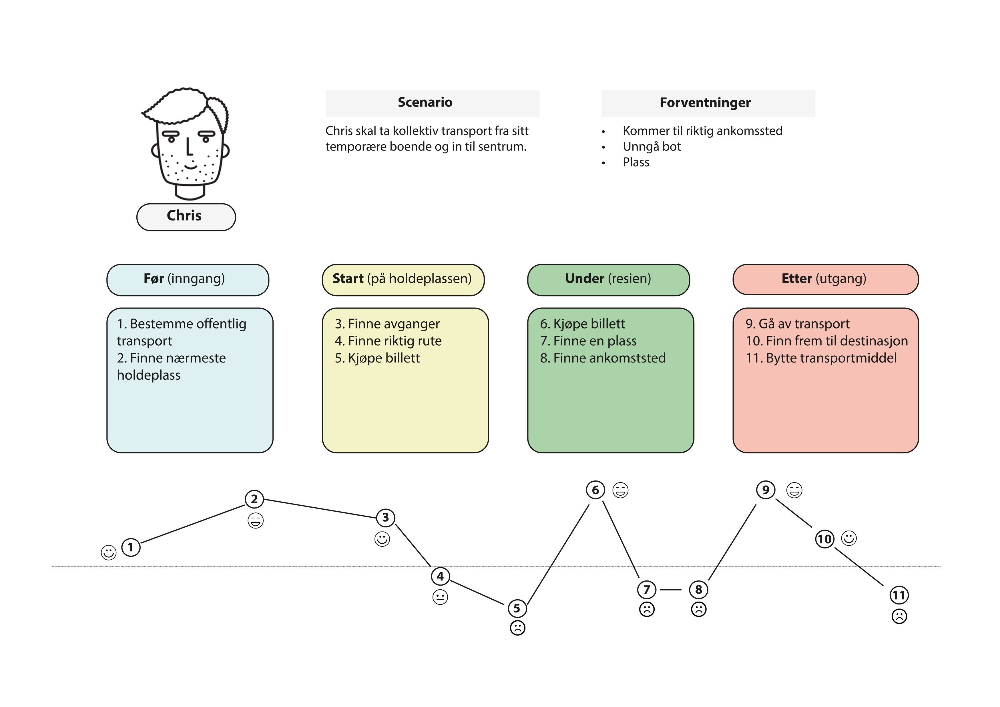 Scenario
Chris skal ta kollektiv transport fra sitt
temporære boende og in til sentrum.
Forventninger
• Kommer til riktig ankomssted
• Unngå bot
• Plass
Chris
Før (inngang)
1. Bestemme offentlig
transport
2. Finne nærmeste
holdeplass
Start (på holdeplassen)
3. Finne avganger
4. Finne riktig rute
5. Kjøpe billett
Under (resien)
6. Kjøpe billett
7. Finne en plass
8. Finne ankomststed
Etter (utgang)
9. Gå av transport
10. Finn frem til destinasjon
11. Bytte transportmiddel
1
2
3
4
5
6
7
8
9
10
11